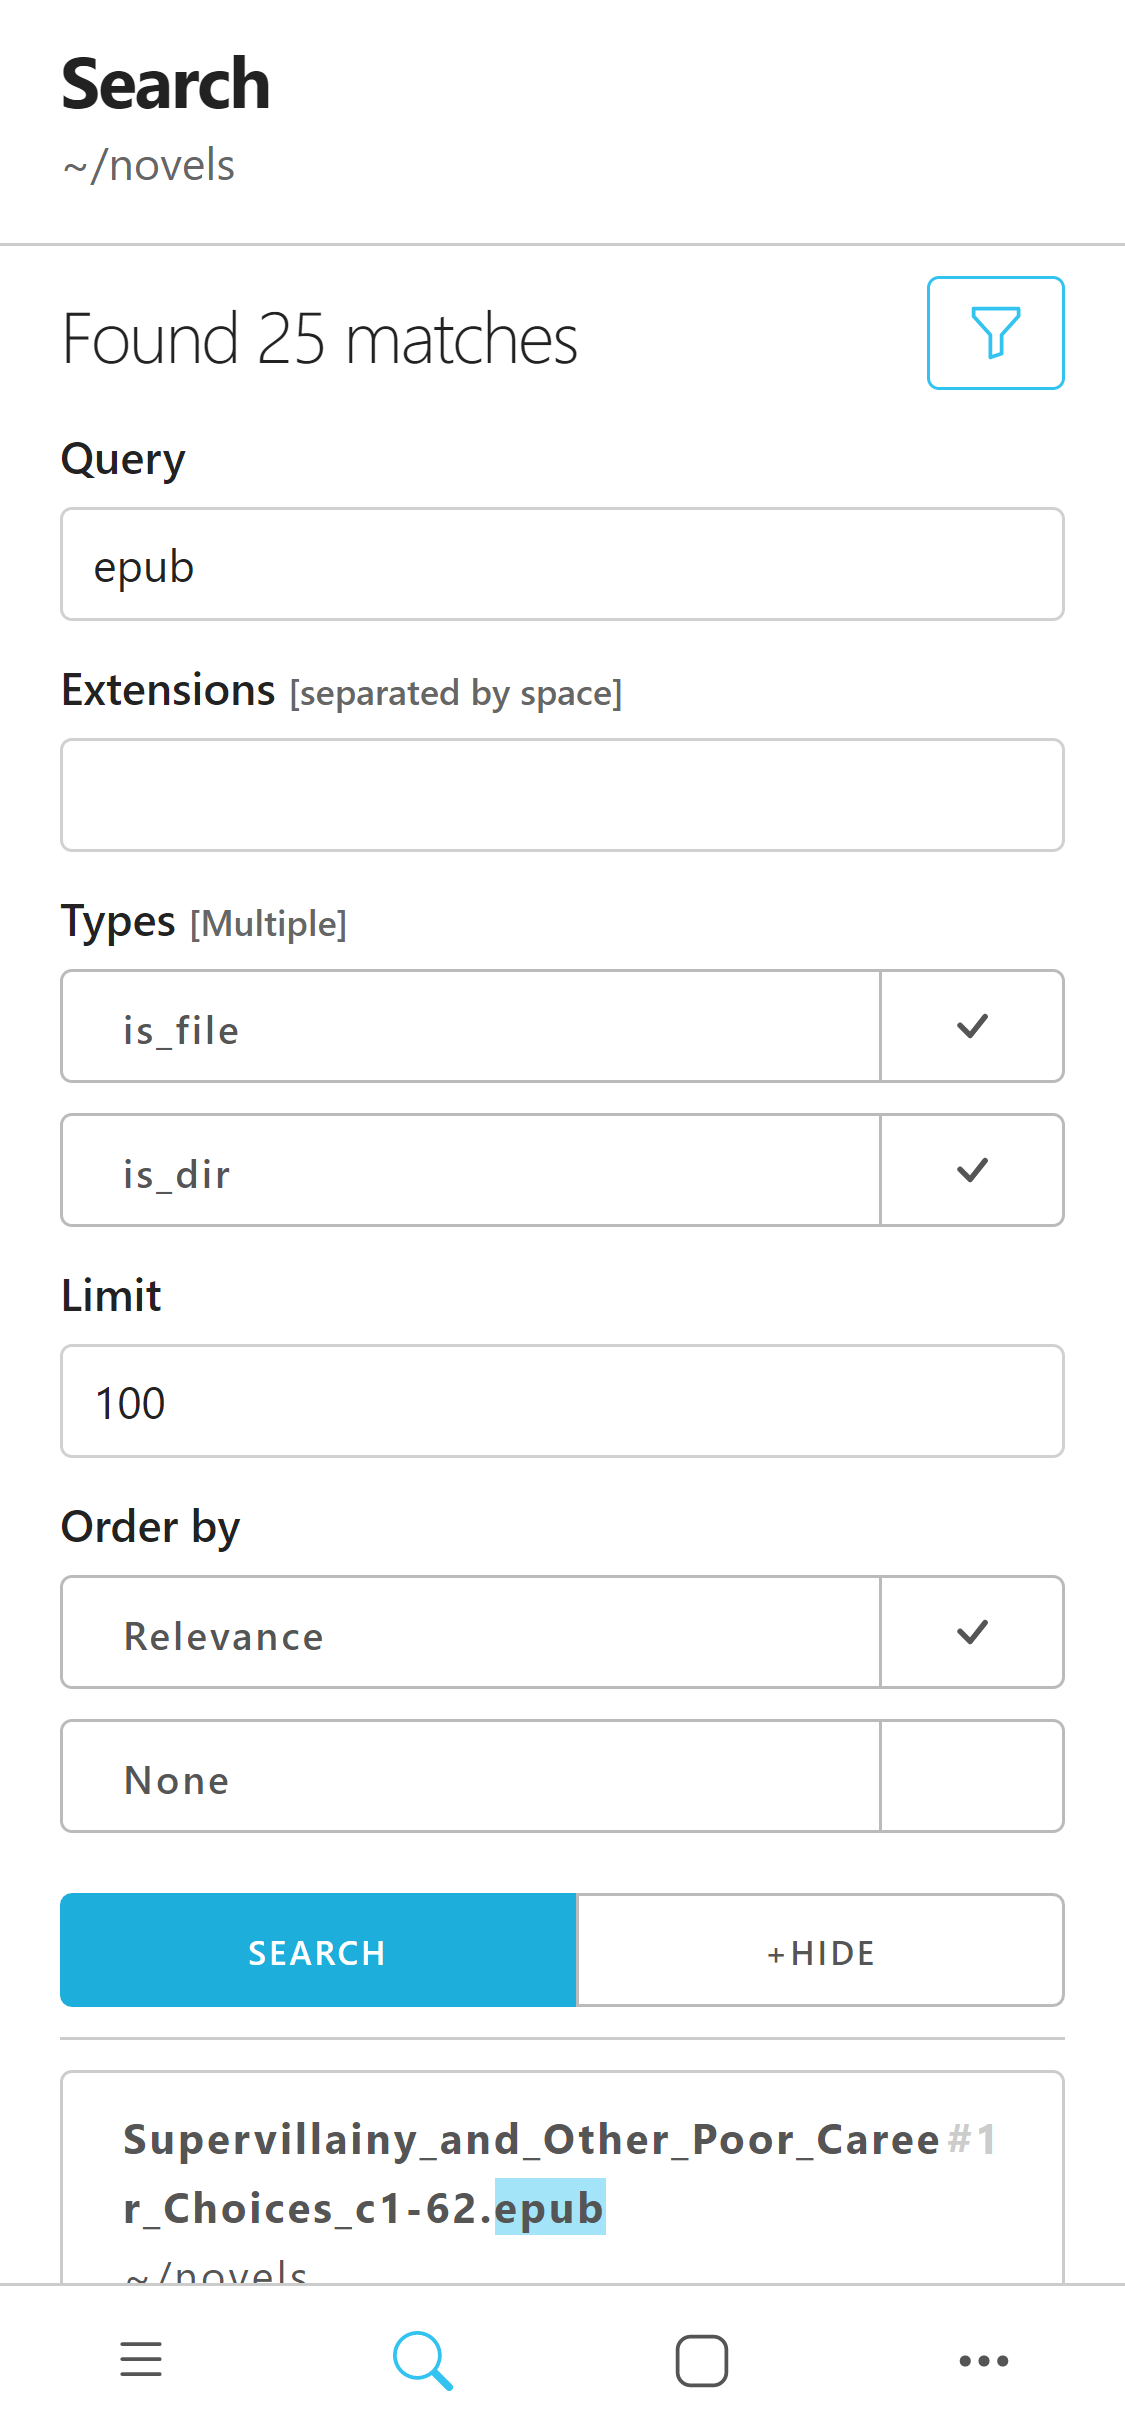 Search
~/novels
Found 25 matches
Query
epub
Extensions [separated by space]
Types [Multiple]
is_file
is_dir
Limit
100
Order by
Relevance
None
SEARCH
+HIDE
Supervillainy_and_Other_Poor_Caree #1
r_Choices_c1-62.epub
~/novels